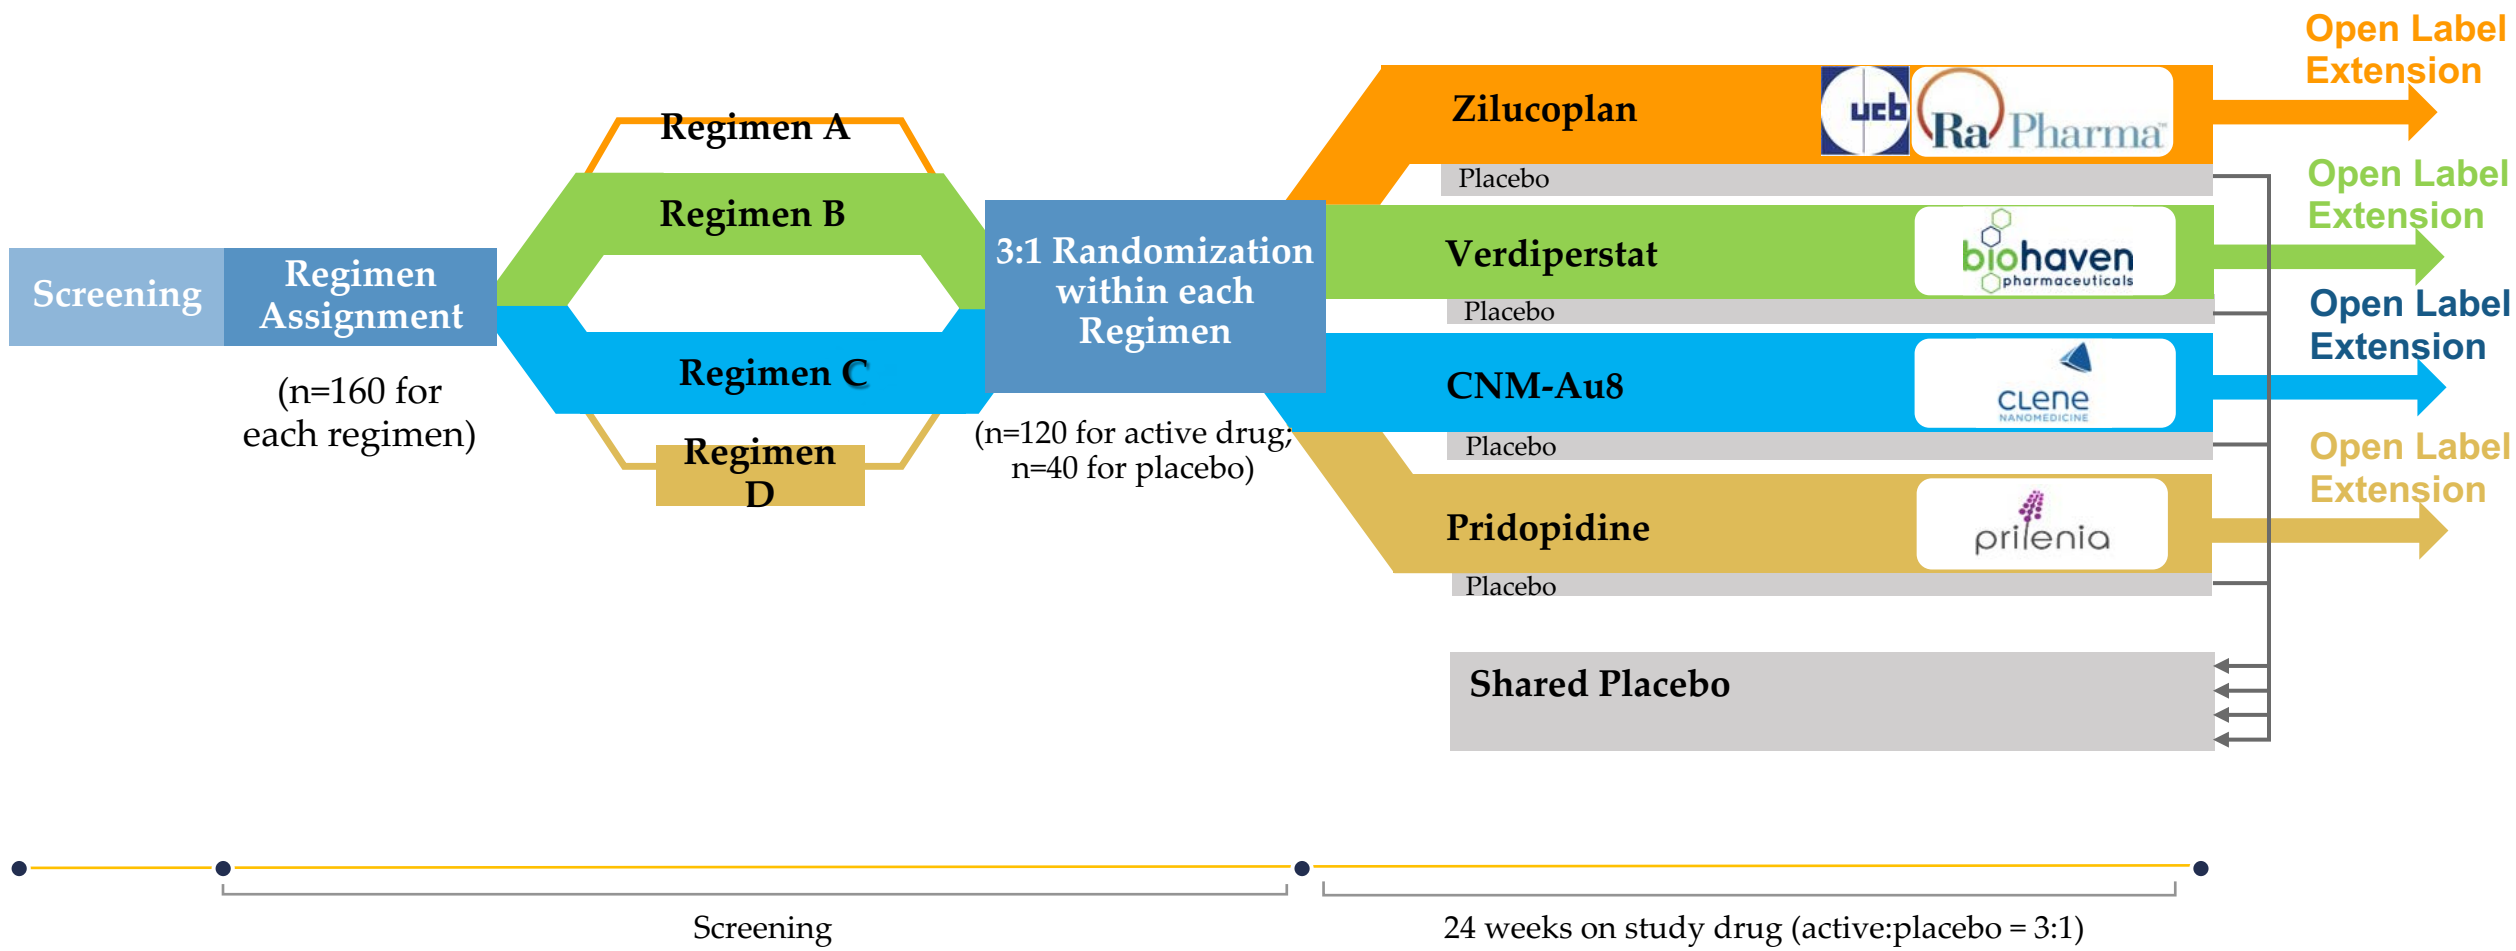 Screening
Regimen
Assignment
(n=160 for
each regimen)
Regimen A
Regimen B
Regimen C
Regimen
D
3:1 Randomization
within each
Regimen
(n=120 for active drug;
n=40 for placebo)
Zilucoplan
ucb
Ra Pharma™
Placebo
Open Label
Extension
Verdiperstat
biohaven
pharmaceuticals
Placebo
Open Label
Extension
CNM-Au8
CLENE
NANOMEDICINE
Placebo
Open Label
Extension
Pridopidine
prilenia
Placebo
Open Label
Extension
Shared Placebo
Screening
24 weeks on study drug (active:placebo = 3:1)